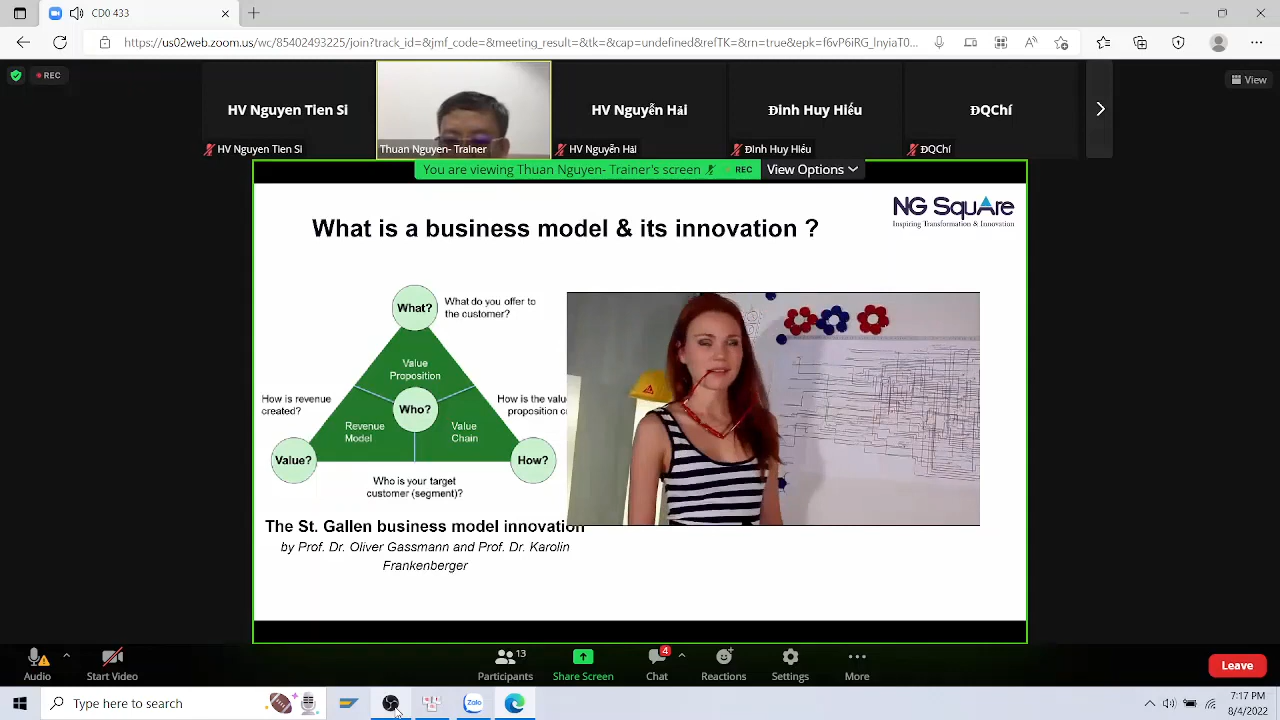 CD0 433
https://us02web.zoom.us/wc/85402493225/join?track_id=&jmf_code=&meeting_result=&tk=&cap=undefined&refTK=&rn=true&epk=f6vP6iRG_lnyiaT0...
REC
View
HV Nguyen Tien Si
HV Nguyễn Hải
Đinh Huy Hiếu
ĐQChí
HV Nguyen Tien Si
Thuan Nguyen- Trainer
HV Nguyễn Hải
Đinh Huy Hiếu
ĐQChí
You are viewing Thuan Nguyen- Trainer's screen
REC
View Options
NG SquAre
Inspiring Transformation & Innovation
What is a business model & its innovation ?
What?
What do you offer to
the customer?
Value
Proposition
How is revenue
created?
Who?
How is the valu
proposition c
Revenue
Model
Value
Chain
Value?
How?
Who is your target
customer (segment)?
The St. Gallen business model innovation
by Prof. Dr. Oliver Gassmann and Prof. Dr. Karolin
Frankenberger
Audio
Start Video
13
Participants
Share Screen
4
Chat
Reactions
Settings
More
Leave
Type here to search
Zalo
7:17 PM
8/4/2022